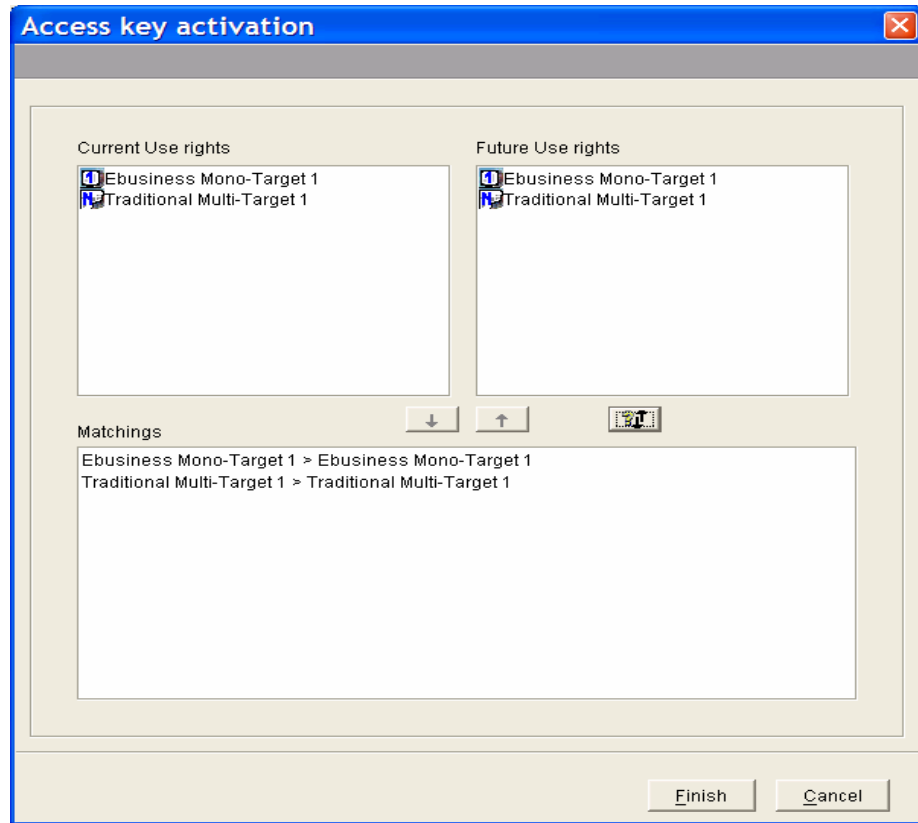 Access key activation
Current Use rights
Future Use rights
Ebusiness Mono-Target 1
Traditional Multi-Target 1
Ebusiness Mono-Target 1
Traditional Multi-Target 1
Matchings
Ebusiness Mono-Target 1 > Ebusiness Mono-Target 1
Traditional Multi-Target 1 > Traditional Multi-Target 1
Finish
Cancel